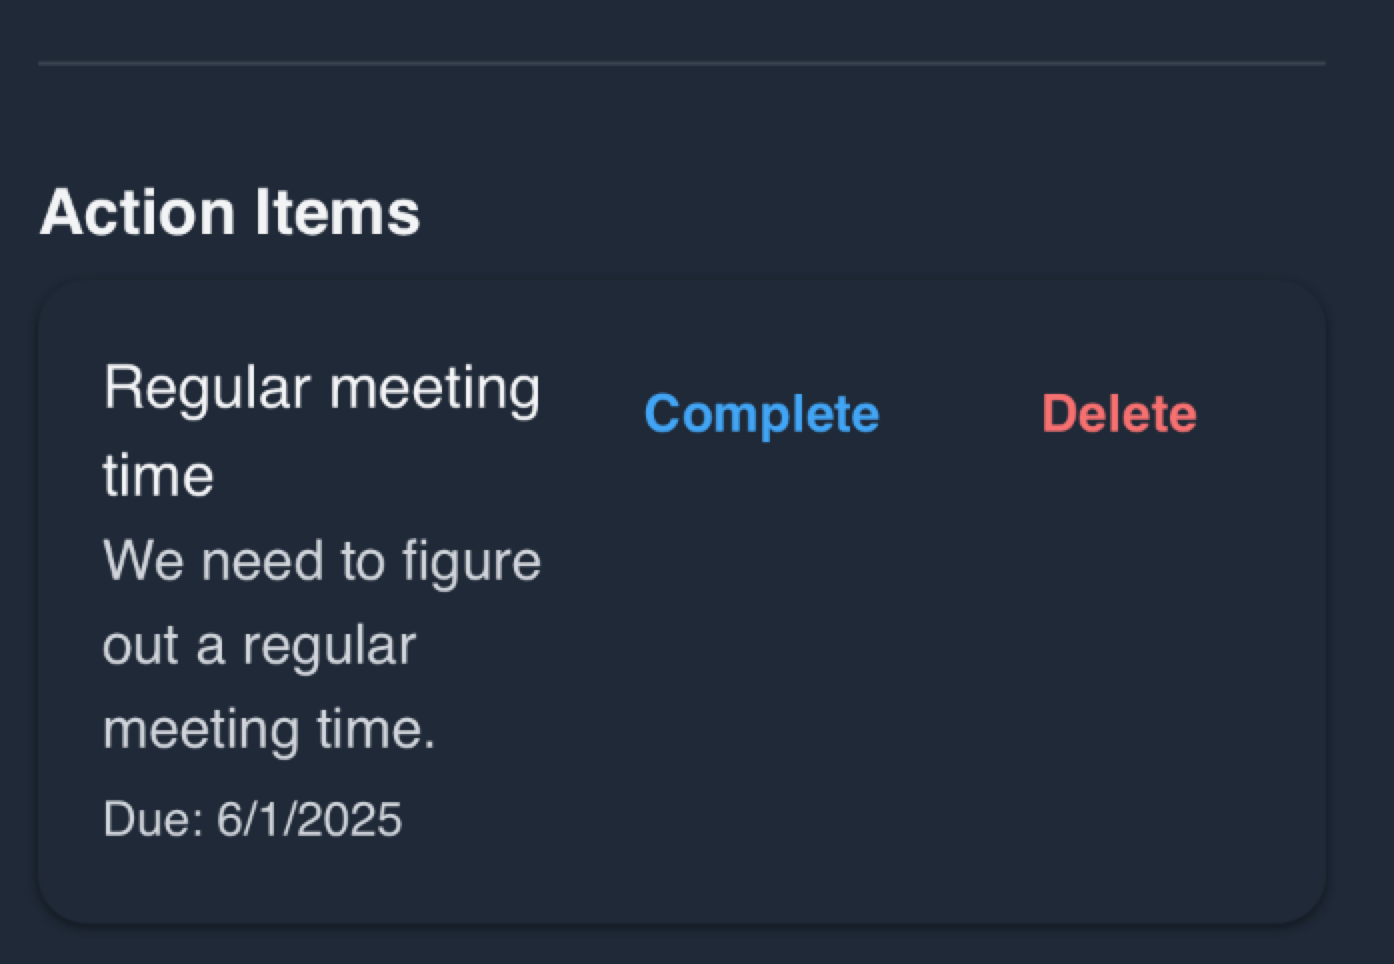 Action Items
Regular meeting
time
Complete
Delete
We need to figure
out a regular
meeting time.
Due: 6/1/2025